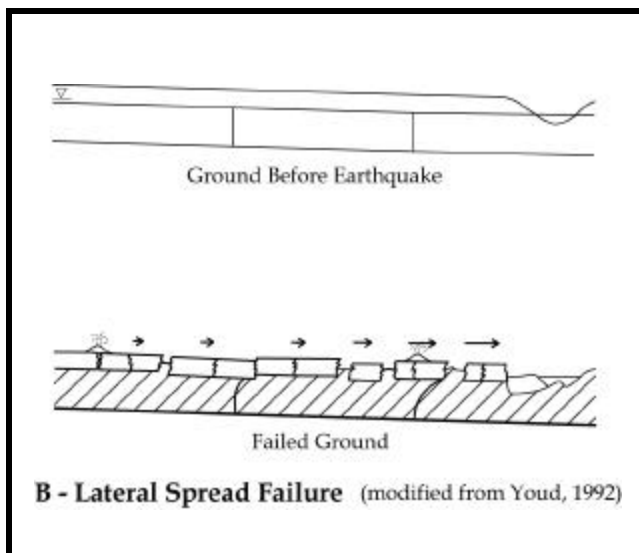 Ground Before Earthquake
Failed Ground
B - Lateral Spread Failure (modified from Youd, 1992)